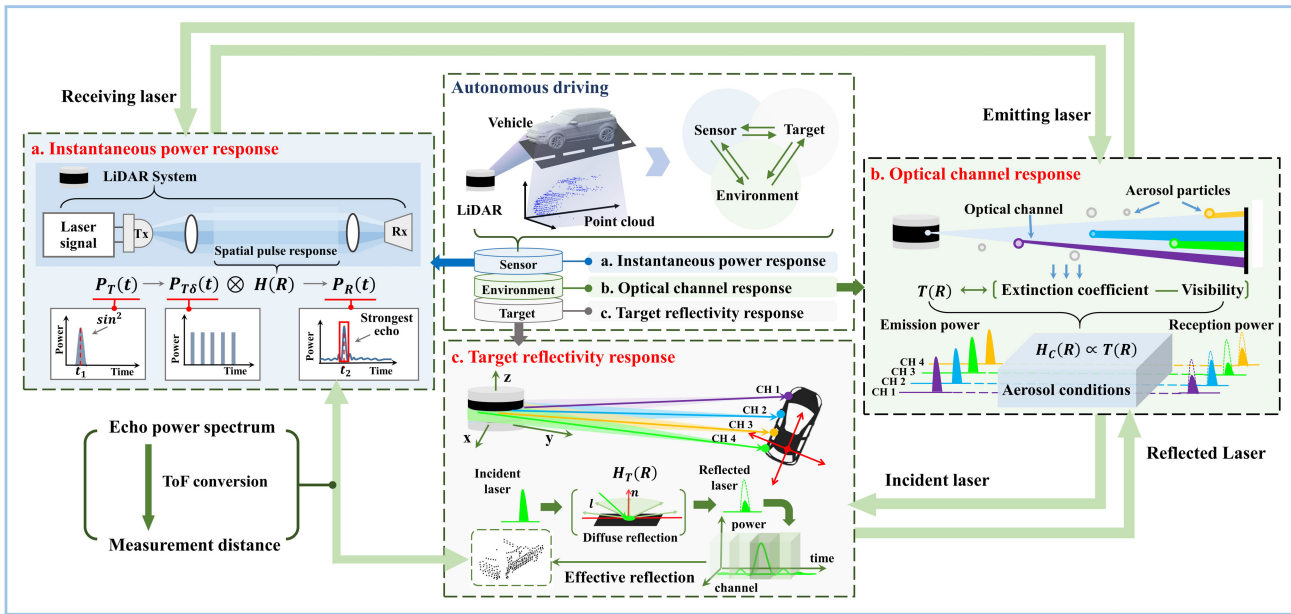 Receiving laser
a. Instantaneous power response
LiDAR System
Laser
signal
Tx
Rx
Spatial pulse response
P_T(t) → P_{Tδ}(t) ⊗ H(R) → P_R(t)
Power
sin²
t₁
Time
Power
Time
Power
Strongest
echo
t₂
Time
Echo power spectrum
ToF conversion
Measurement distance
Autonomous driving
Vehicle
LiDAR
Point cloud
Sensor
Target
Environment
Sensor
a. Instantaneous power response
Environment
b. Optical channel response
Target
c. Target reflectivity response
c. Target reflectivity response
z
x
y
CH 1
CH 2
CH 3
CH 4
Incident
laser
H_T(R)
n
l
Diffuse reflection
Reflected
laser
power
time
channel
Effective reflection
Emitting laser
b. Optical channel response
Aerosol particles
Optical channel
T(R) ↔ [Extinction coefficient — Visibility]
Emission power
Reception power
CH 4
CH 3
CH 2
CH 1
H_C(R) ∝ T(R)
Aerosol conditions
Incident laser
Reflected Laser